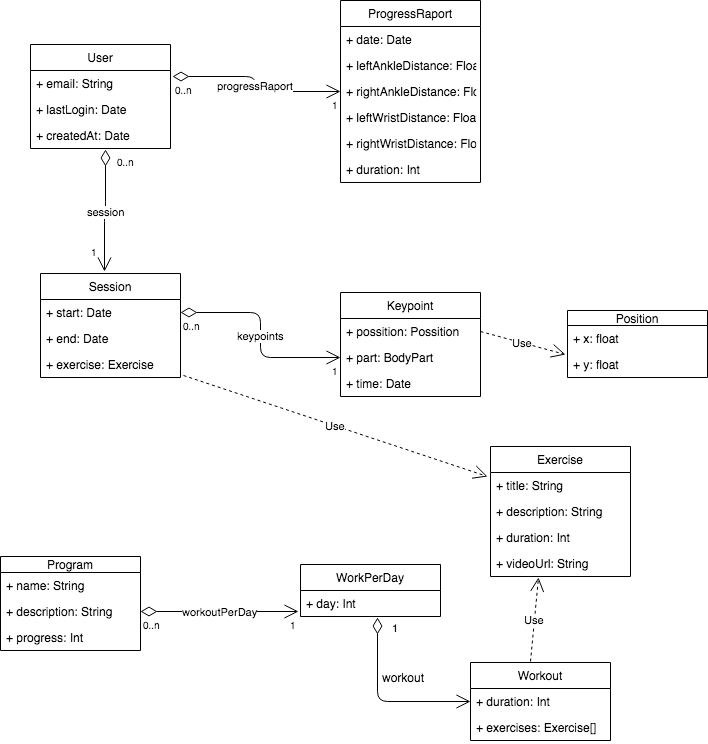 ProgressRaport
+ date: Date
+ leftAnkleDistance: Floa
+ rightAnkleDistance: Flo
+ leftWristDistance: Floa
+ rightWristDistance: Flo
+ duration: Int
User
+ email: String
+ lastLogin: Date
+ createdAt: Date
0..n
progressRaport
1
0..n
session
1
Session
+ start: Date
+ end: Date
+ exercise: Exercise
0..n
keypoints
1
Keypoint
+ possition: Possition
+ part: BodyPart
+ time: Date
Use
Position
+ x: float
+ y: float
Use
Exercise
+ title: String
+ description: String
+ duration: Int
+ videoUrl: String
Program
+ name: String
+ description: String
+ progress: Int
0..n
workoutPerDay
1
WorkPerDay
+ day: Int
1
workout
Use
Workout
+ duration: Int
+ exercises: Exercise[]